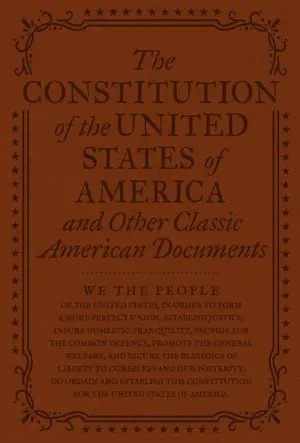 The
CONSTITUTION
of the UNITED
STATES of
AMERICA
and Other Classic
American Documents
WE THE PEOPLE
OF THE UNITED STATES, IN ORDER TO FORM
A MORE PERFECT UNION, ESTABLISH JUSTICE,
INSURE DOMESTIC TRANQUILITY, PROVIDE FOR
THE COMMON DEFENCE, PROMOTE THE GENERAL
WELFARE, AND SECURE THE BLESSINGS OF
LIBERTY TO OURSELVES AND OUR POSTERITY,
DO ORDAIN AND ESTABLISH THIS CONSTITUTION
FOR THE UNITED STATES OF AMERICA